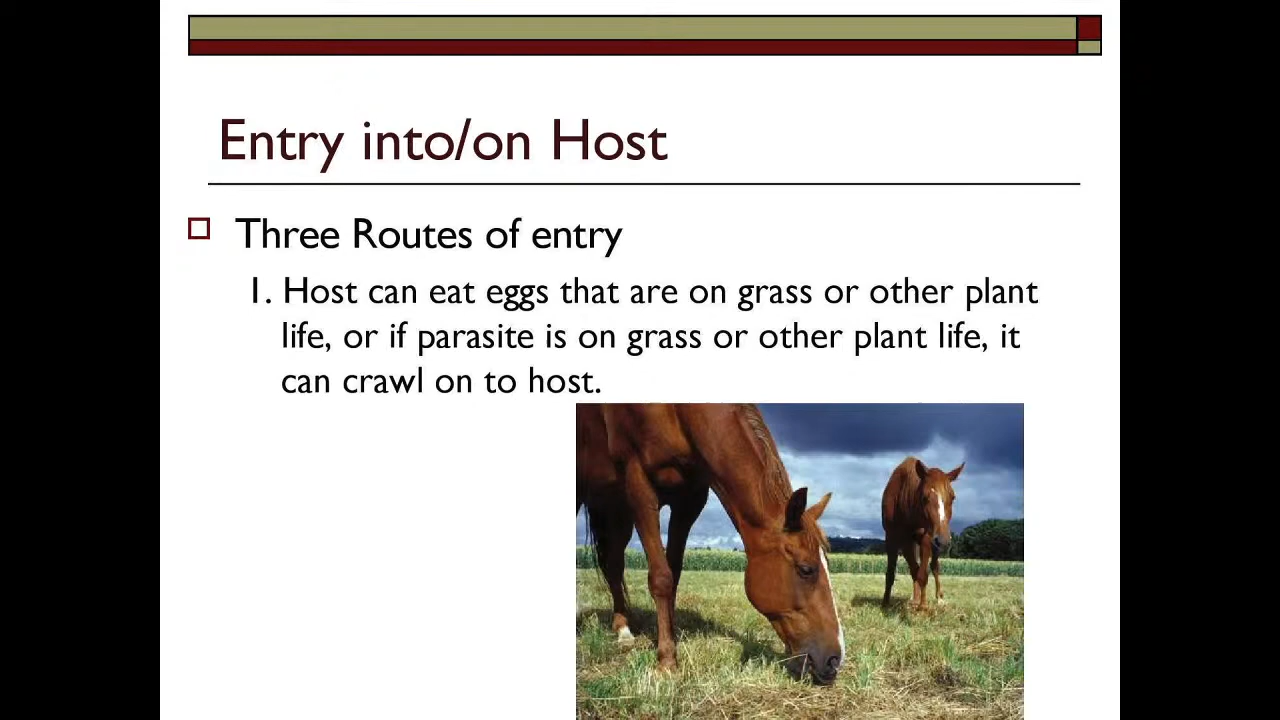 Entry into/on Host
Three Routes of entry
1. Host can eat eggs that are on grass or other plant
life, or if parasite is on grass or other plant life, it
can crawl on to host.